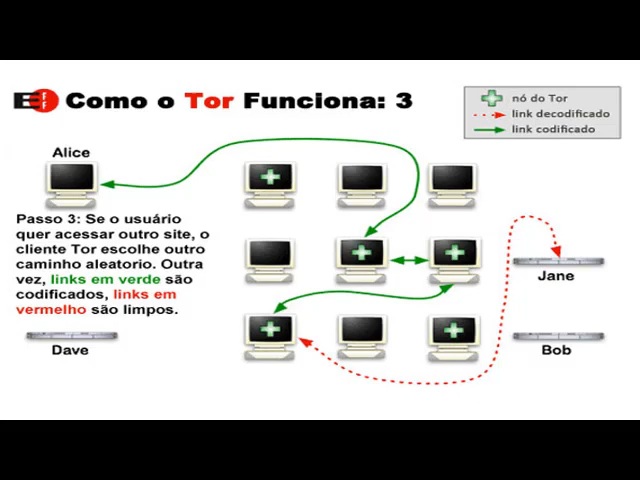 EFF Como o Tor Funciona: 3
nó do Tor
link decodificado
link codificado
Alice
Passo 3: Se o usuário
quer acessar outro site, o
cliente Tor escolhe outro
caminho aleatorio. Outra
vez, links em verde são
codificados, links em
vermelho são limpos.
Jane
Dave
Bob